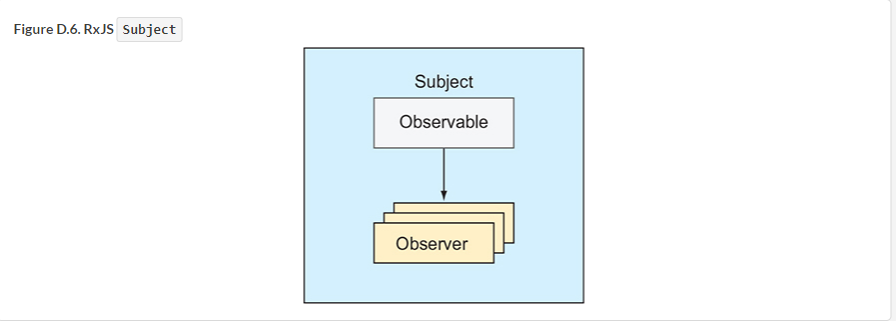 Figure D.6. RxJS Subject
Subject
Observable
Observer